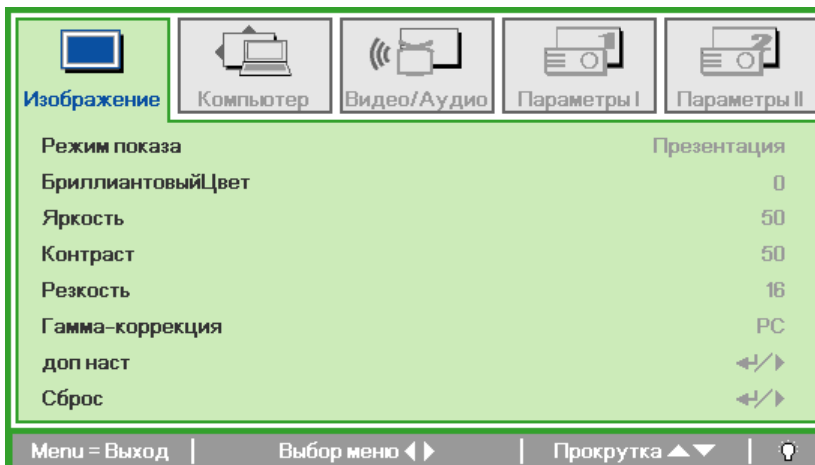 Изображение Компьютер Видео/Аудио Параметры I Параметры II
Режим показа Презентация
БриллиантовыйЦвет 0
Яркость 50
Контраст 50
Резкость 16
Гамма-коррекция PC
доп наст
Сброс
Menu = Выход Выбор меню Прокрутка